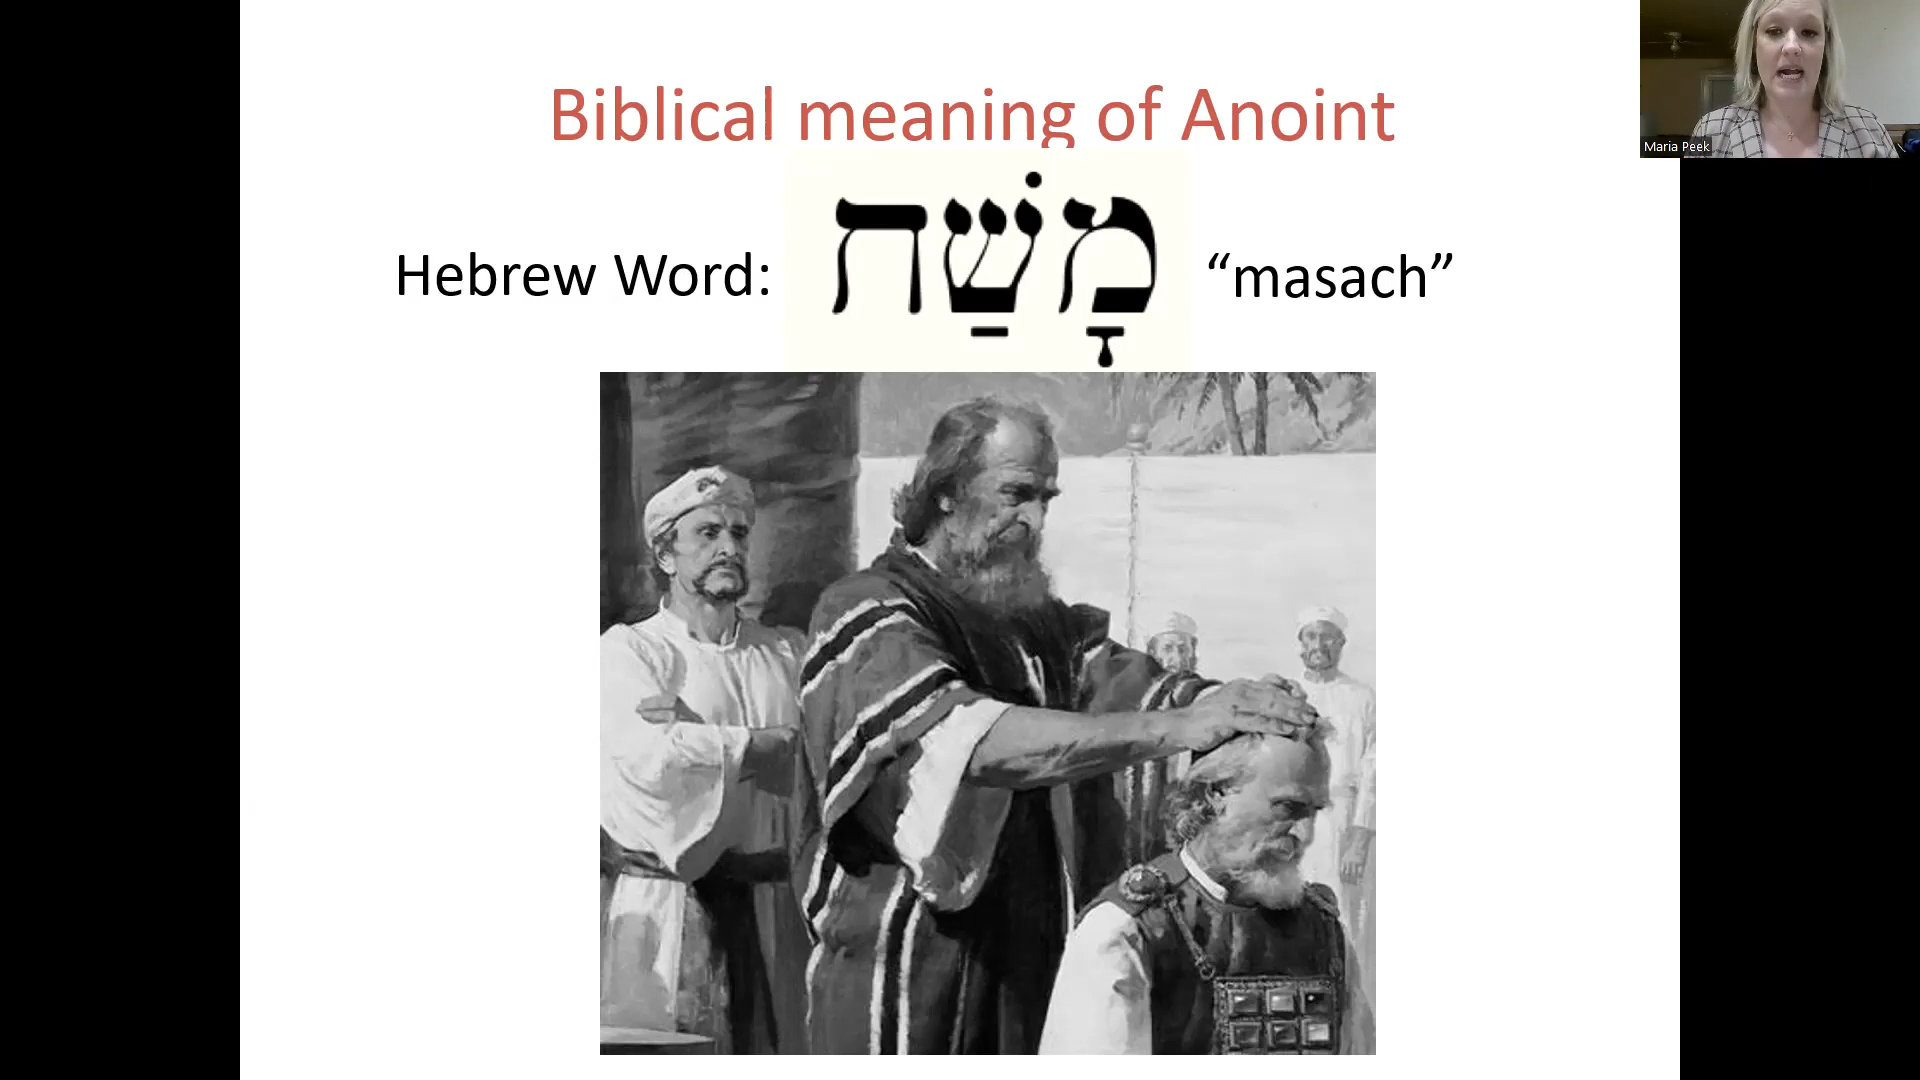 Biblical meaning of Anoint
Hebrew Word: מָשַׁח “masach”
Maria Peek